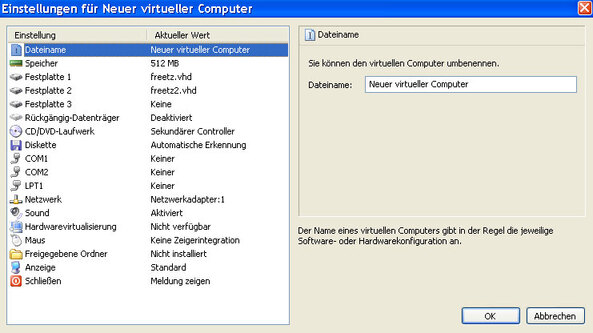 Einstellungen für Neuer virtueller Computer
Einstellung Aktueller Wert
Dateiname Neuer virtueller Computer
Speicher 512 MB
Festplatte 1 freetz.vhd
Festplatte 2 freetz2.vhd
Festplatte 3 Keine
Rückgängig-Datenträger Deaktiviert
CD/DVD-Laufwerk Sekundärer Controller
Diskette Automatische Erkennung
COM1 Keiner
COM2 Keiner
LPT1 Keiner
Netzwerk Netzwerkadapter:1
Sound Aktiviert
Hardwarevirtualisierung Nicht verfügbar
Maus Keine Zeigerintegration
Freigegebene Ordner Nicht installiert
Anzeige Standard
Schließen Meldung zeigen
Dateiname
Sie können den virtuellen Computer umbenennen.
Dateiname: Neuer virtueller Computer
Der Name eines virtuellen Computers gibt in der Regel die jeweilige
Software- oder Hardwarekonfiguration an.
OK Abbrechen